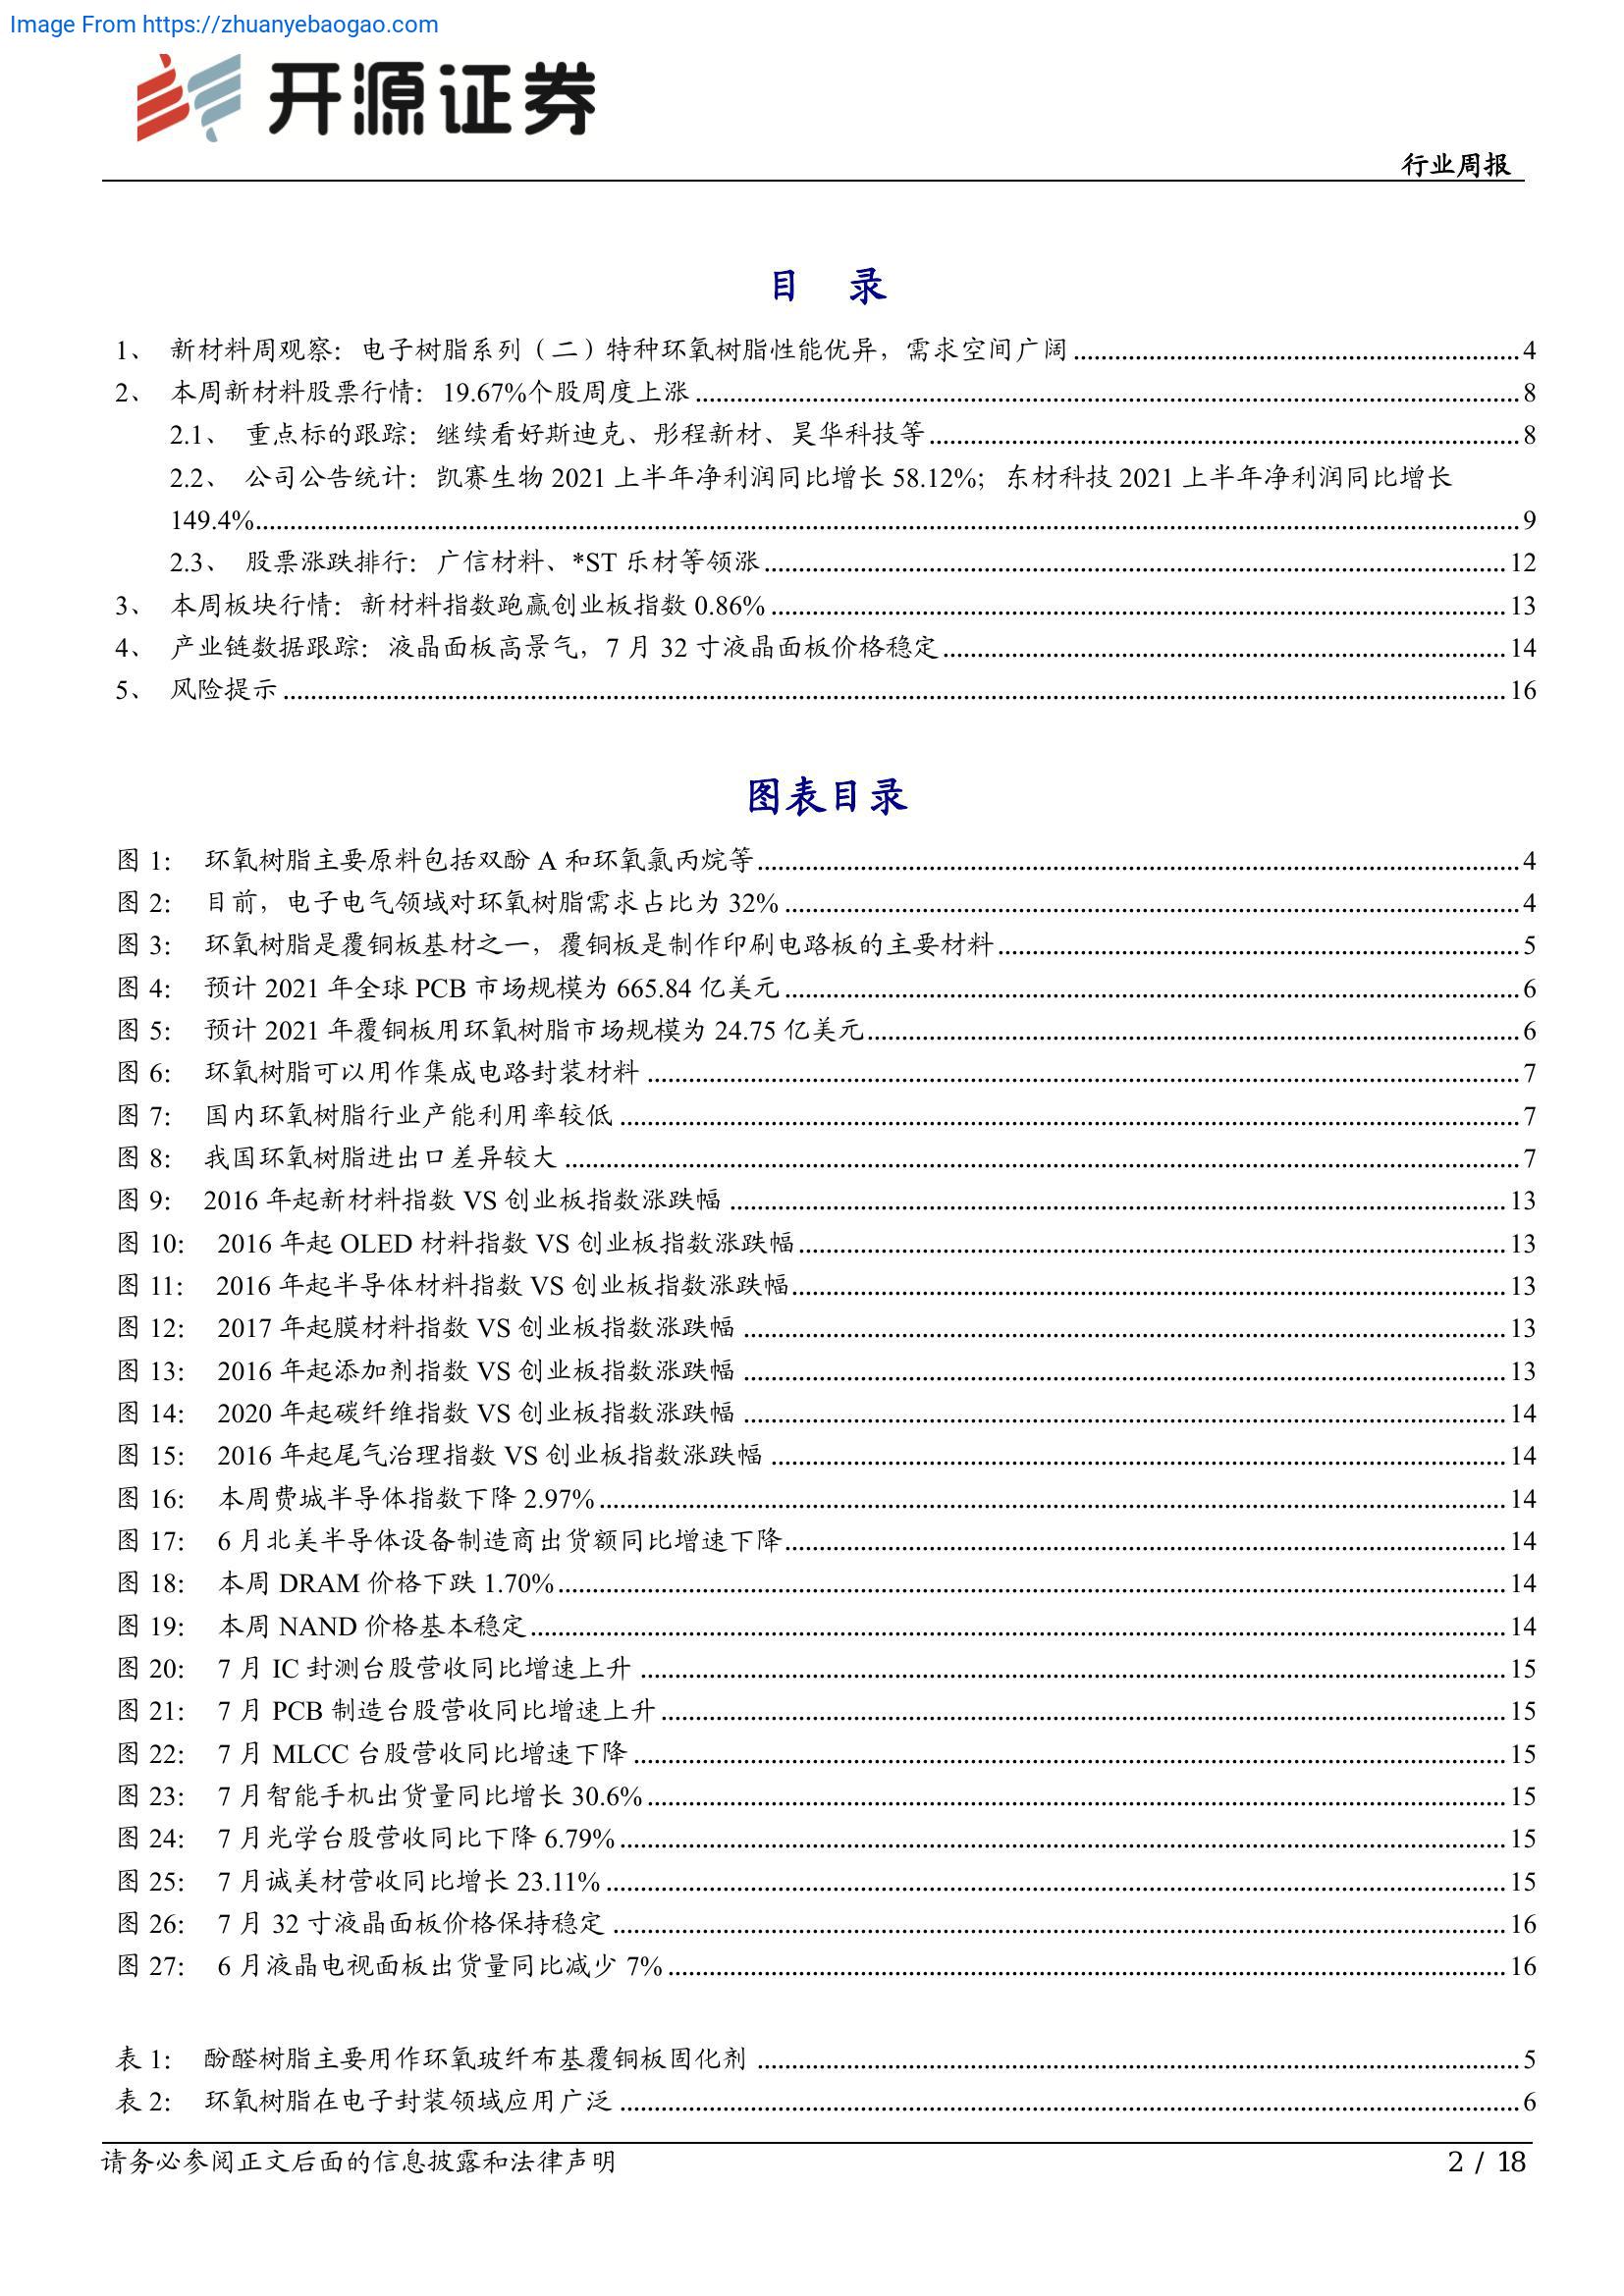 Image From https://zhuanyebaogao.com
开源证券
行业周报
目 录
1、 新材料周观察：电子树脂系列（二）特种环氧树脂性能优异，需求空间广阔 4
2、 本周新材料股票行情：19.67%个股周度上涨 8
2.1、 重点标的跟踪：继续看好斯迪克、彤程新材、昊华科技等 8
2.2、 公司公告统计：凯赛生物 2021 上半年净利润同比增长 58.12%；东材科技 2021 上半年净利润同比增长
149.4% 9
2.3、 股票涨跌排行：广信材料、*ST 乐材等领涨 12
3、 本周板块行情：新材料指数跑赢创业板指数 0.86% 13
4、 产业链数据跟踪：液晶面板高景气，7 月 32 寸液晶面板价格稳定 14
5、 风险提示 16
图表目录
图 1： 环氧树脂主要原料包括双酚 A 和环氧氯丙烷等 4
图 2： 目前，电子电气领域对环氧树脂需求占比为 32% 4
图 3： 环氧树脂是覆铜板基材之一，覆铜板是制作印刷电路板的主要材料 5
图 4： 预计 2021 年全球 PCB 市场规模为 665.84 亿美元 6
图 5： 预计 2021 年覆铜板用环氧树脂市场规模为 24.75 亿美元 6
图 6： 环氧树脂可以用作集成电路封装材料 7
图 7： 国内环氧树脂行业产能利用率较低 7
图 8： 我国环氧树脂进出口差异较大 7
图 9： 2016 年起新材料指数 VS 创业板指数涨跌幅 13
图 10： 2016 年起 OLED 材料指数 VS 创业板指数涨跌幅 13
图 11： 2016 年起半导体材料指数 VS 创业板指数涨跌幅 13
图 12： 2017 年起膜材料指数 VS 创业板指数涨跌幅 13
图 13： 2016 年起添加剂指数 VS 创业板指数涨跌幅 13
图 14： 2020 年起碳纤维指数 VS 创业板指数涨跌幅 14
图 15： 2016 年起尾气治理指数 VS 创业板指数涨跌幅 14
图 16： 本周费城半导体指数下降 2.97% 14
图 17： 6 月北美半导体设备制造商出货额同比增速下降 14
图 18： 本周 DRAM 价格下跌 1.70% 14
图 19： 本周 NAND 价格基本稳定 14
图 20： 7 月 IC 封测台股营收同比增速上升 15
图 21： 7 月 PCB 制造台股营收同比增速上升 15
图 22： 7 月 MLCC 台股营收同比增速下降 15
图 23： 7 月智能手机出货量同比增长 30.6% 15
图 24： 7 月光学台股营收同比下降 6.79% 15
图 25： 7 月诚美材营收同比增长 23.11% 15
图 26： 7 月 32 寸液晶面板价格保持稳定 16
图 27： 6 月液晶电视面板出货量同比减少 7% 16
表 1： 酚醛树脂主要用作环氧玻纤布基覆铜板固化剂 5
表 2： 环氧树脂在电子封装领域应用广泛 6
请务必参阅正文后面的信息披露和法律声明
2 / 18